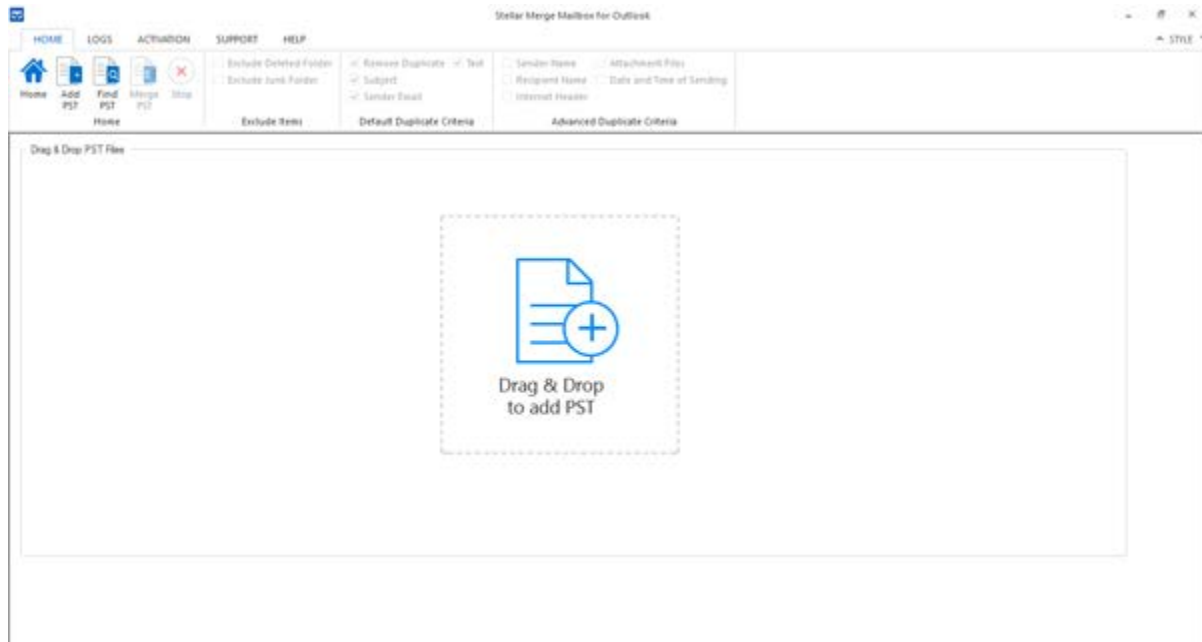 Stellar Merge Mailbox for Outlook
HOME LOGS ACTIVATION SUPPORT HELP
STYLE
Home Add PST Find PST Merge PST Stop
Home
Exclude Deleted Folder
Exclude Junk Folder
Exclude Items
Remove Duplicate Text
Subject
Sender Email
Default Duplicate Criteria
Sender Name Attachment Files
Recipient Name Date and Time of Sending
Internet Header
Advanced Duplicate Criteria
Drag & Drop PST Files
Drag & Drop
to add PST